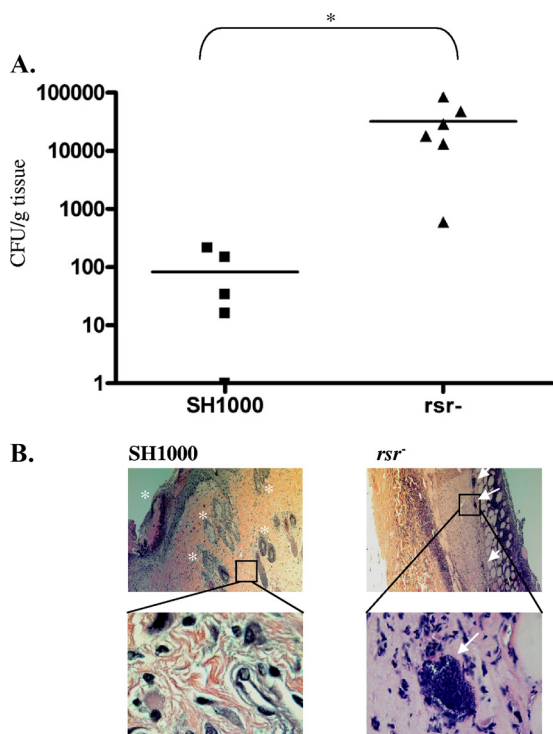 *
A.
100000
10000
1000
100
10
1
CFU/g tissue
SH1000 rsr-
B.
SH1000 rsr-
* * * * *